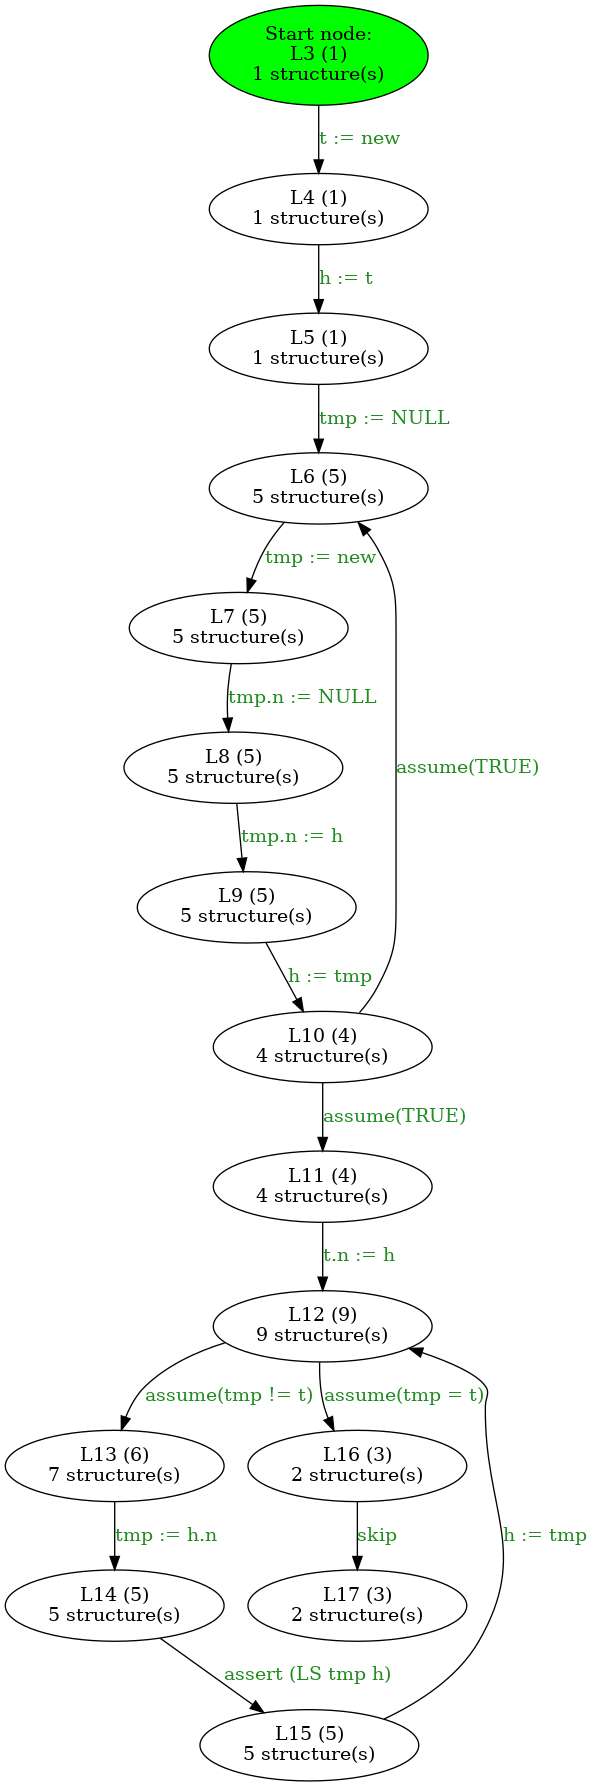 Start node:
L3 (1)
1 structure(s)
t := new
L4 (1)
1 structure(s)
h := t
L5 (1)
1 structure(s)
tmp := NULL
L6 (5)
5 structure(s)
tmp := new
L7 (5)
5 structure(s)
tmp.n := NULL
L8 (5)
5 structure(s)
assume(TRUE)
tmp.n := h
L9 (5)
5 structure(s)
h := tmp
L10 (4)
4 structure(s)
assume(TRUE)
L11 (4)
4 structure(s)
t.n := h
L12 (9)
9 structure(s)
assume(tmp != t)
assume(tmp = t)
L13 (6)
7 structure(s)
L16 (3)
2 structure(s)
tmp := h.n
skip
h := tmp
L14 (5)
5 structure(s)
L17 (3)
2 structure(s)
assert (LS tmp h)
L15 (5)
5 structure(s)